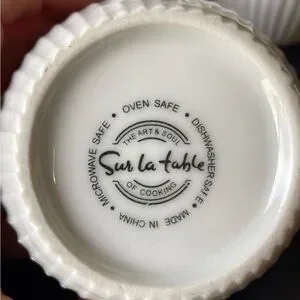 • OVEN SAFE •
DISHWASHER SAFE •
MADE IN CHINA •
MICROWAVE SAFE
THE ART & SOUL
Sur la table
OF COOKING